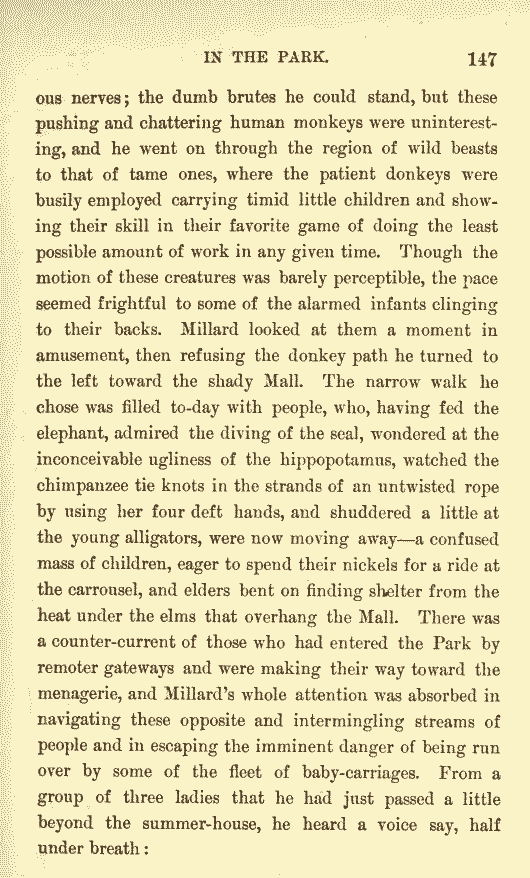 IN THE PARK. 147
ous nerves; the dumb brutes he could stand, but these
pushing and chattering human monkeys were uninterest-
ing, and he went on through the region of wild beasts
to that of tame ones, where the patient donkeys were
busily employed carrying timid little children and show-
ing their skill in their favorite game of doing the least
possible amount of work in any given time. Though the
motion of these creatures was barely perceptible, the pace
seemed frightful to some of the alarmed infants clinging
to their backs. Millard looked at them a moment in
amusement, then refusing the donkey path he turned to
the left toward the shady Mall. The narrow walk he
chose was filled to-day with people, who, having fed the
elephant, admired the diving of the seal, wondered at the
inconceivable ugliness of the hippopotamus, watched the
chimpanzee tie knots in the strands of an untwisted rope
by using her four deft hands, and shuddered a little at
the young alligators, were now moving away—a confused
mass of children, eager to spend their nickels for a ride at
the carrousel, and elders bent on finding shelter from the
heat under the elms that overhang the Mall. There was
a counter-current of those who had entered the Park by
remoter gateways and were making their way toward the
menagerie, and Millard's whole attention was absorbed in
navigating these opposite and intermingling streams of
people and in escaping the imminent danger of being run
over by some of the fleet of baby-carriages. From a
group of three ladies that he had just passed a little
beyond the summer-house, he heard a voice say, half
under breath: